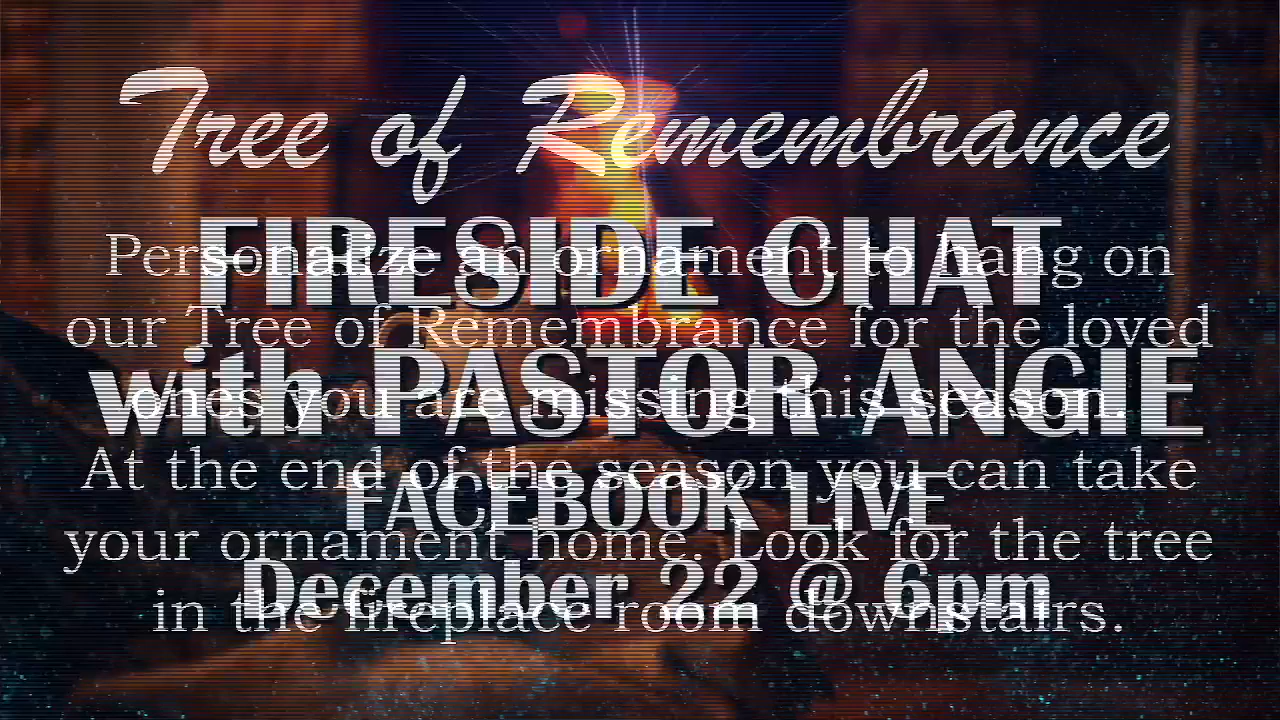 Tree of Remembrance
FIRESIDE CHAT
Personalize an ornament to hang on
our Tree of Remembrance for the loved
with PASTOR ANGIE
ones you are missing this season.
At the end of the season you can take
FACEBOOK LIVE
your ornament home. Look for the tree
December 22 @ 6pm
in the fireplace room downstairs.